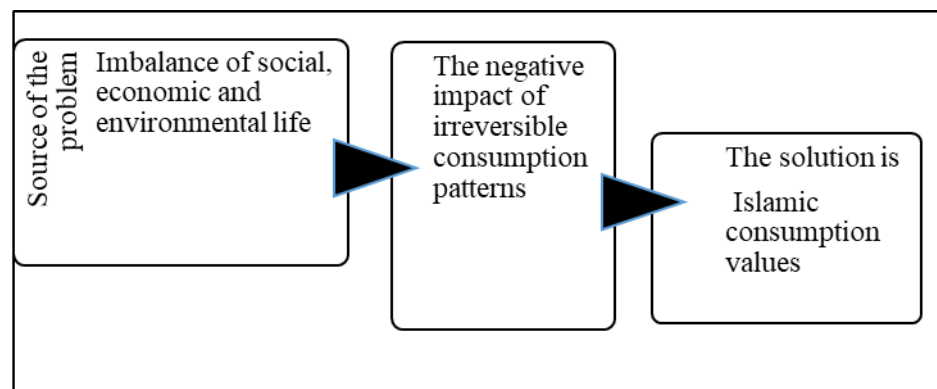 Source of the
problem
Imbalance of social,
economic and
environmental life
The negative
impact of
irreversible
consumption
patterns
The solution is
Islamic
consumption
values